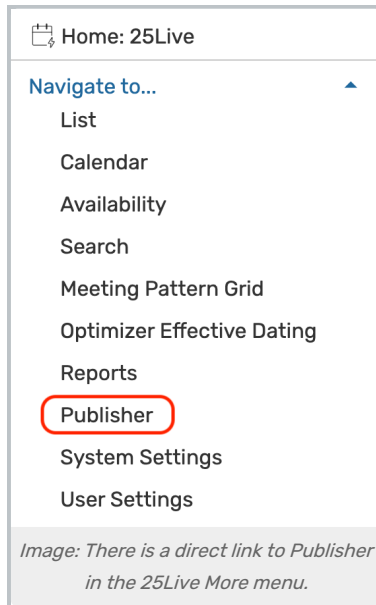 Home: 25Live
Navigate to...
List
Calendar
Availability
Search
Meeting Pattern Grid
Optimizer Effective Dating
Reports
Publisher
System Settings
User Settings
Image: There is a direct link to Publisher
in the 25Live More menu.